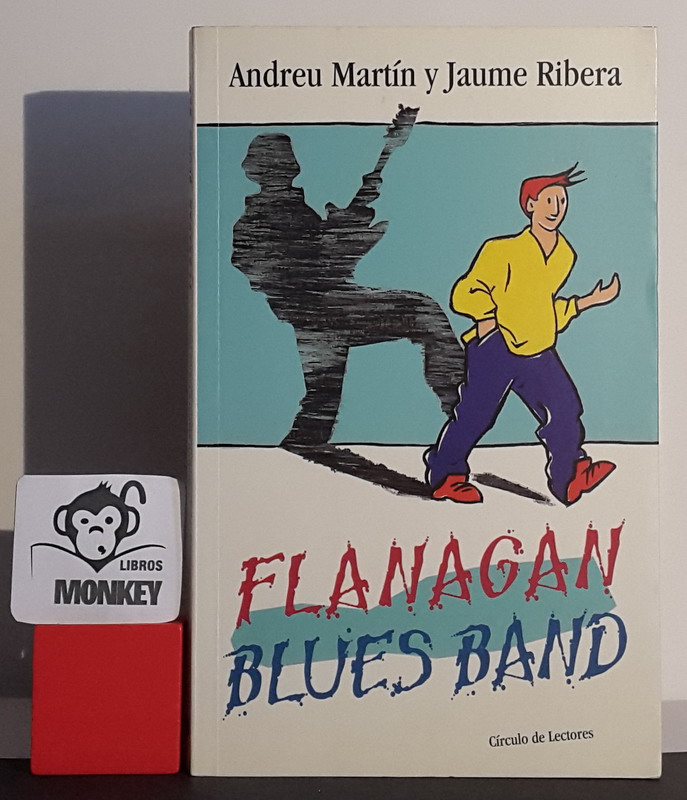 Andreu Martín y Jaume Ribera
FLANAGAN
BLUES BAND
Círculo de Lectores
LIBROS
MONKEY